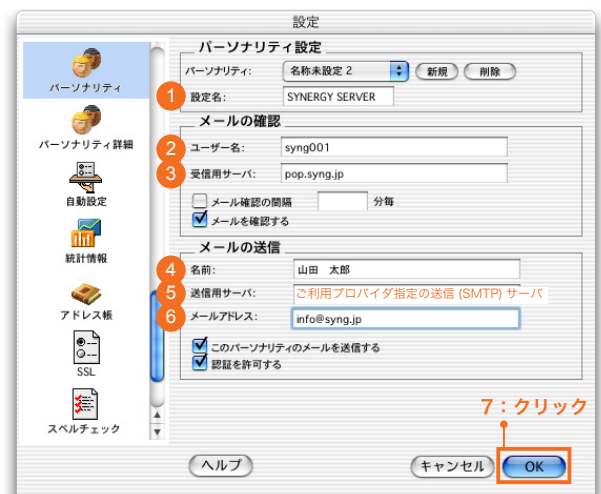 設定
パーソナリティ
パーソナリティ詳細
自動設定
統計情報
アドレス帳
SSL
スペルチェック
パーソナリティ設定
パーソナリティ: 名称未設定 2 新規 削除
1 設定名: SYNERGY SERVER
メールの確認
2 ユーザー名: syng001
3 受信用サーバ: pop.syng.jp
メール確認の間隔 分毎
メールを確認する
メールの送信
4 名前: 山田 太郎
5 送信用サーバ: ご利用プロバイダ指定の送信 (SMTP) サーバ
6 メールアドレス: info@syng.jp
このパーソナリティのメールを送信する
認証を許可する
7：クリック
ヘルプ キャンセル OK